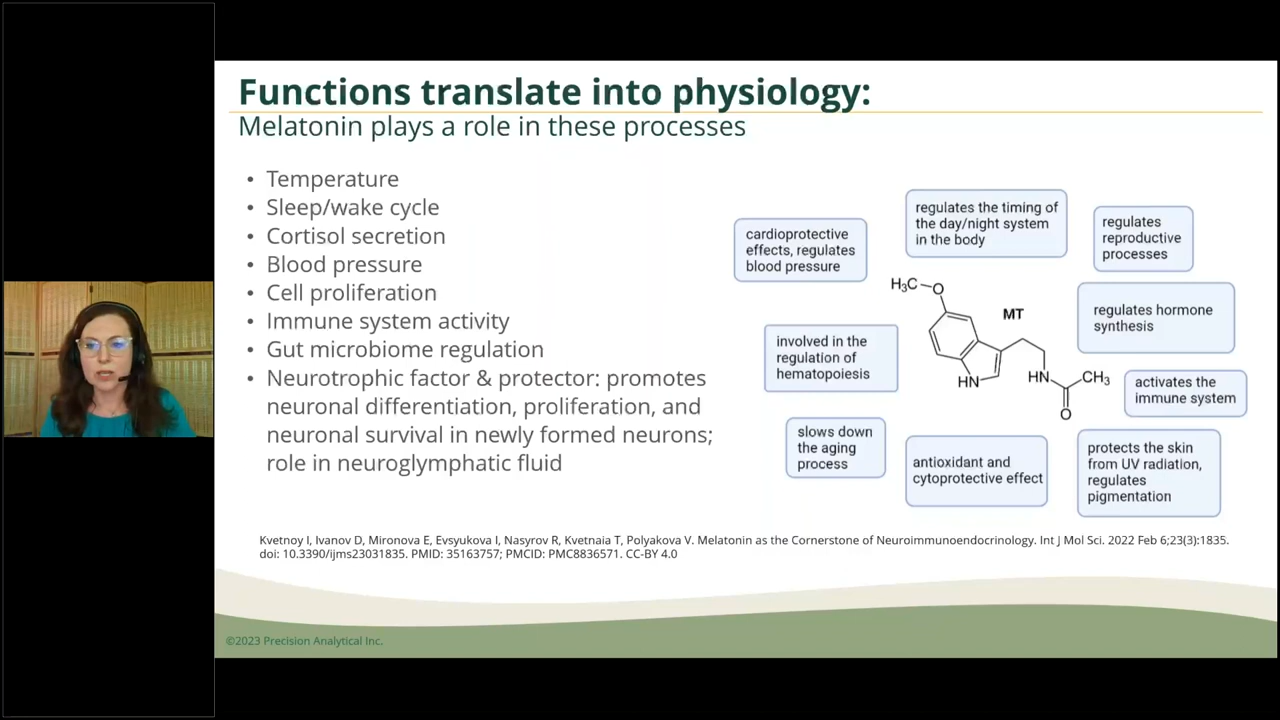 Functions translate into physiology:
Melatonin plays a role in these processes
• Temperature
• Sleep/wake cycle
• Cortisol secretion
• Blood pressure
• Cell proliferation
• Immune system activity
• Gut microbiome regulation
• Neurotrophic factor & protector: promotes
neuronal differentiation, proliferation, and
neuronal survival in newly formed neurons;
role in neuroglymphatic fluid
cardioprotective
effects, regulates
blood pressure
regulates the timing of
the day/night system
in the body
regulates
reproductive
processes
H₃C
O
MT
HN
HN
CH₃
O
regulates hormone
synthesis
involved in the
regulation of
hematopoiesis
activates the
immune system
slows down
the aging
process
antioxidant and
cytoprotective effect
protects the skin
from UV radiation,
regulates
pigmentation
Kvetnoy I, Ivanov D, Mironova E, Evsyukova I, Nasyrov R, Kvetnaia T, Polyakova V. Melatonin as the Cornerstone of Neuroimmunoendocrinology. Int J Mol Sci. 2022 Feb 6;23(3):1835.
doi: 10.3390/ijms23031835. PMID: 35163757; PMCID: PMC8836571. CC-BY 4.0
©2023 Precision Analytical Inc.